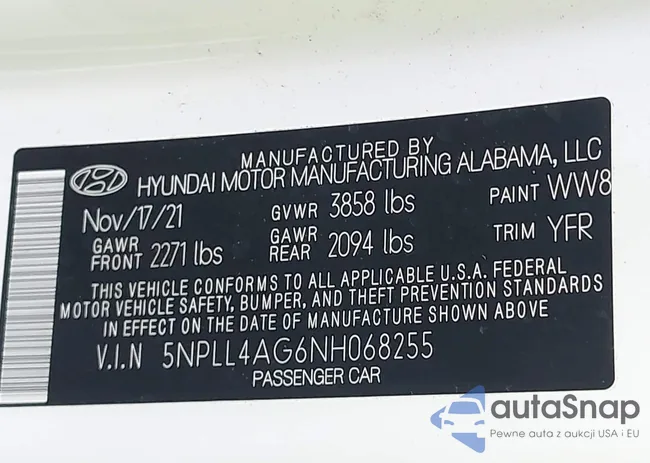 MANUFACTURED BY
HYUNDAI MOTOR MANUFACTURING ALABAMA, LLC
Nov/17/21 GVWR 3858 lbs PAINT WW8
GAWR FRONT 2271 lbs GAWR REAR 2094 lbs TRIM YFR
THIS VEHICLE CONFORMS TO ALL APPLICABLE U.S.A. FEDERAL
MOTOR VEHICLE SAFETY, BUMPER, AND THEFT PREVENTION STANDARDS
IN EFFECT ON THE DATE OF MANUFACTURE SHOWN ABOVE
V.I.N 5NPLL4AG6NH068255
PASSENGER CAR
autaSnap
Pewne auta z aukcji USA i EU